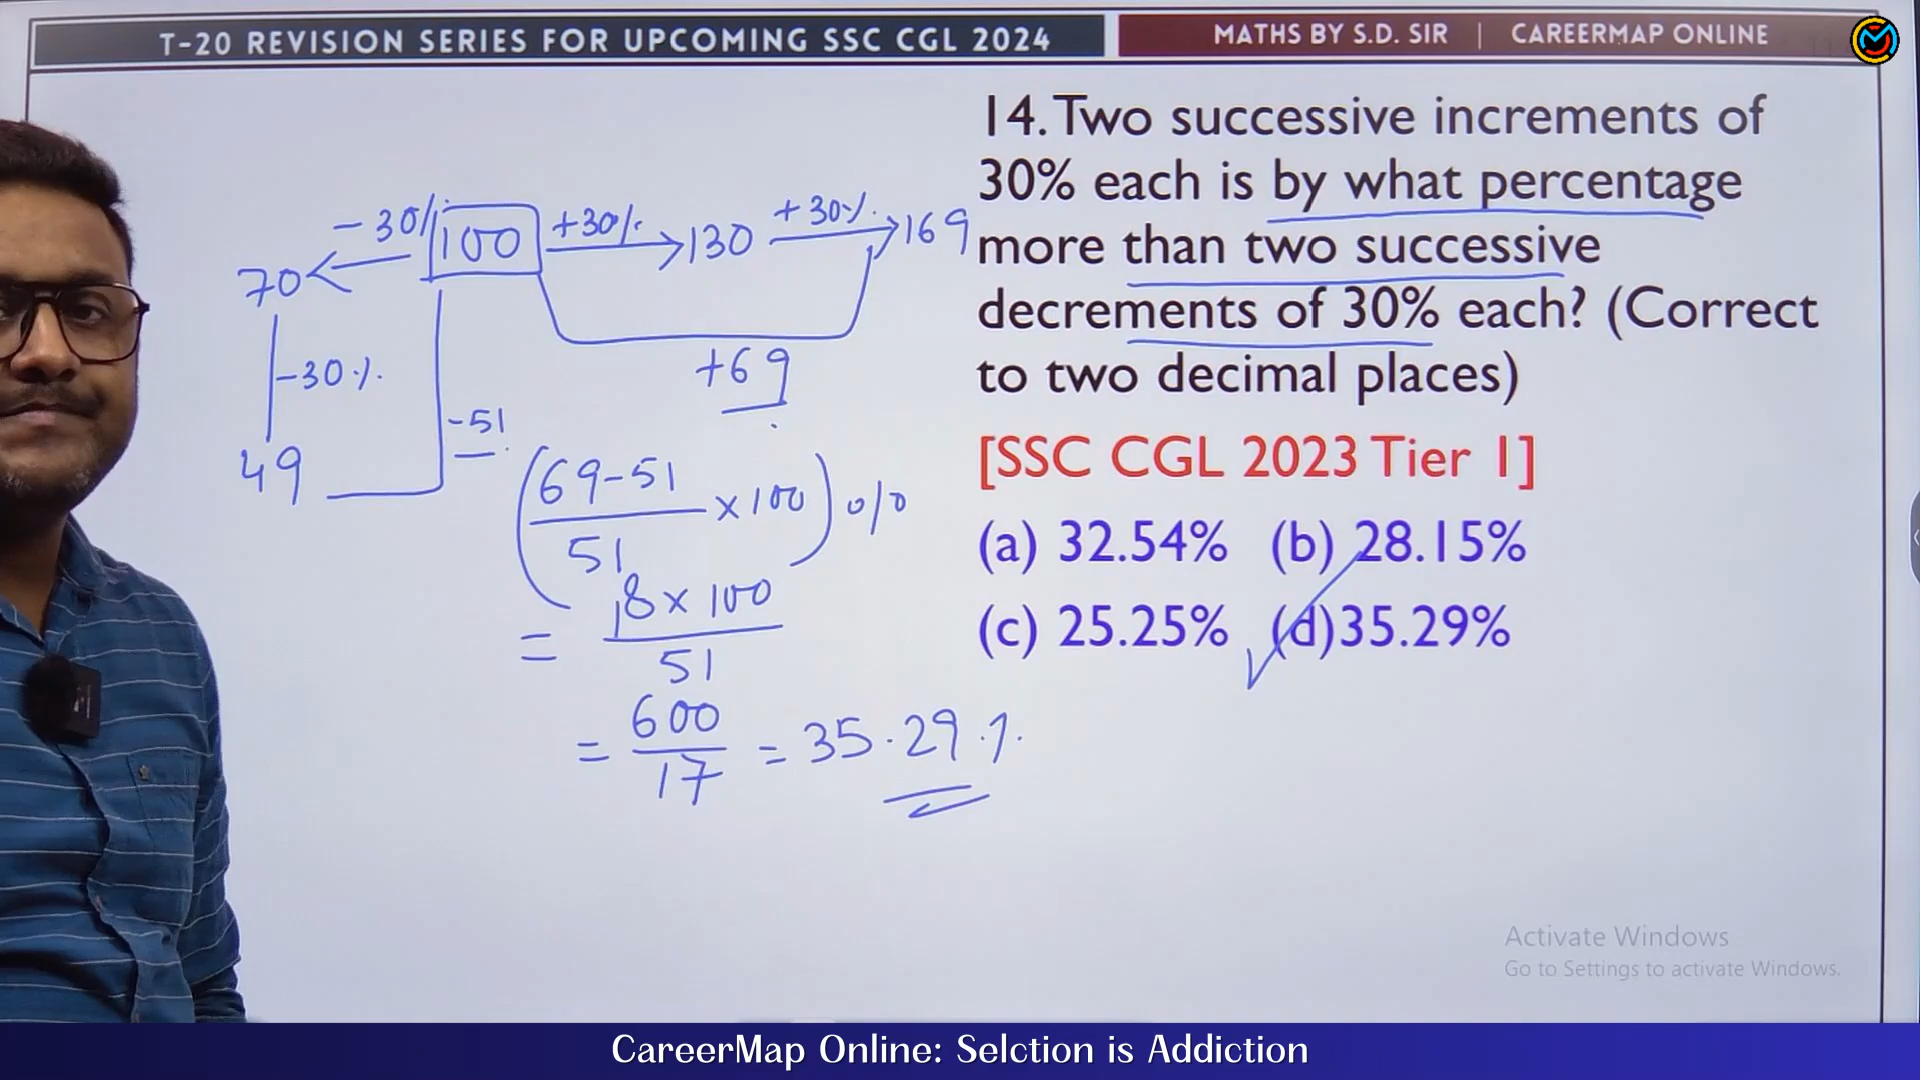 T-20 REVISION SERIES FOR UPCOMING SSC CGL 2024
MATHS BY S.D. SIR | CAREERMAP ONLINE
14. Two successive increments of
30% each is by what percentage
more than two successive
decrements of 30% each? (Correct
to two decimal places)
[SSC CGL 2023 Tier 1]
(a) 32.54% (b) 28.15%
(c) 25.25% (d) 35.29%
-30% 100 +30% 130 +30% 169
70
-30%
49
-51
+69
(69-51/51 × 100) %
= 18 × 100/51
= 600/17 = 35.29%
Activate Windows
Go to Settings to activate Windows.
CareerMap Online: Selction is Addiction